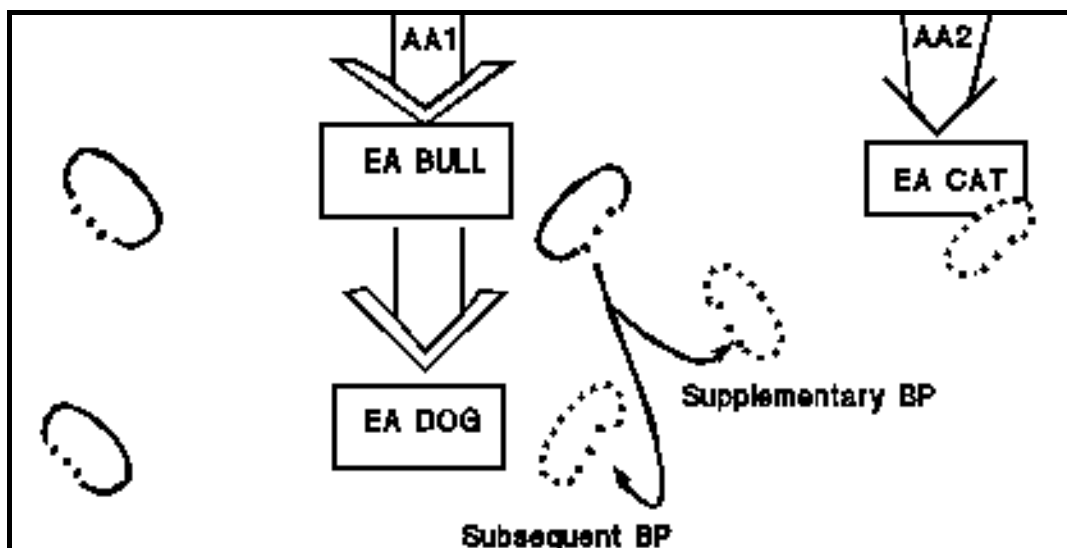 AA1
AA2
EA BULL
EA CAT
Supplementary BP
EA DOG
Subsequent BP